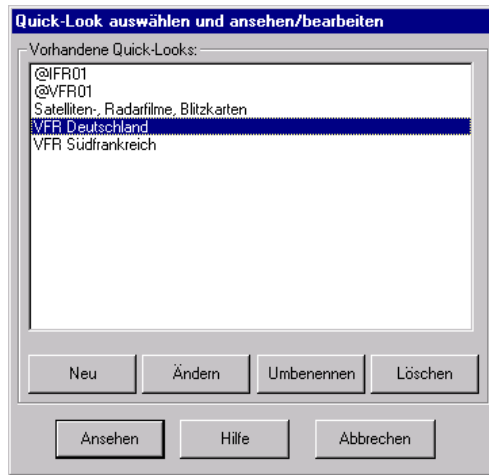 Quick-Look auswählen und ansehen/bearbeiten
Vorhandene Quick-Looks:
@IFR01
@VFR01
Satelliten-, Radarfilme, Blitzkarten
VFR Deutschland
VFR Südfrankreich
Neu Ändern Umbenennen Löschen
Ansehen Hilfe Abbrechen